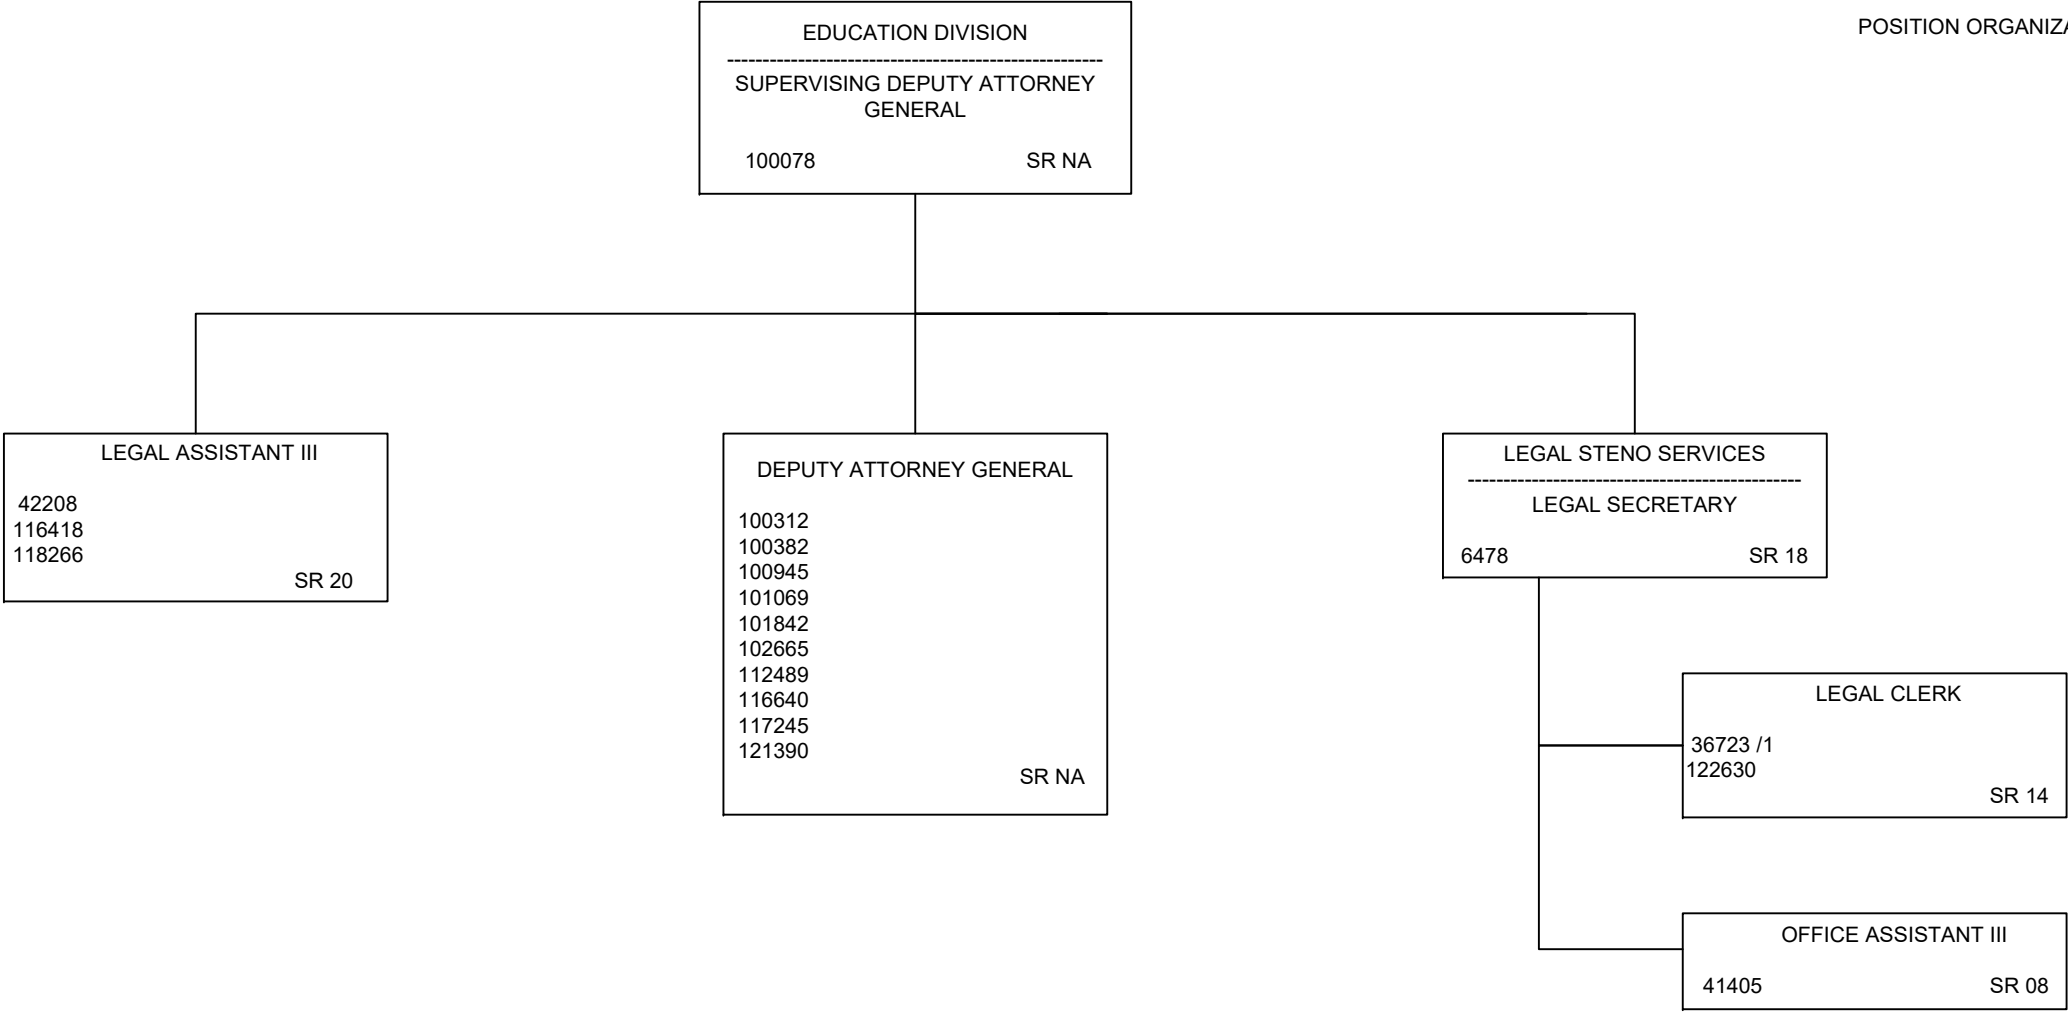 POSITION ORGANIZA
EDUCATION DIVISION
-----------------------------------------------------
SUPERVISING DEPUTY ATTORNEY
GENERAL
100078 SR NA
LEGAL ASSISTANT III
42208
116418
118266
SR 20
DEPUTY ATTORNEY GENERAL
100312
100382
100945
101069
101842
102665
112489
116640
117245
121390
SR NA
LEGAL STENO SERVICES
-----------------------------------------------
LEGAL SECRETARY
6478 SR 18
LEGAL CLERK
36723 /1
122630
SR 14
OFFICE ASSISTANT III
41405 SR 08